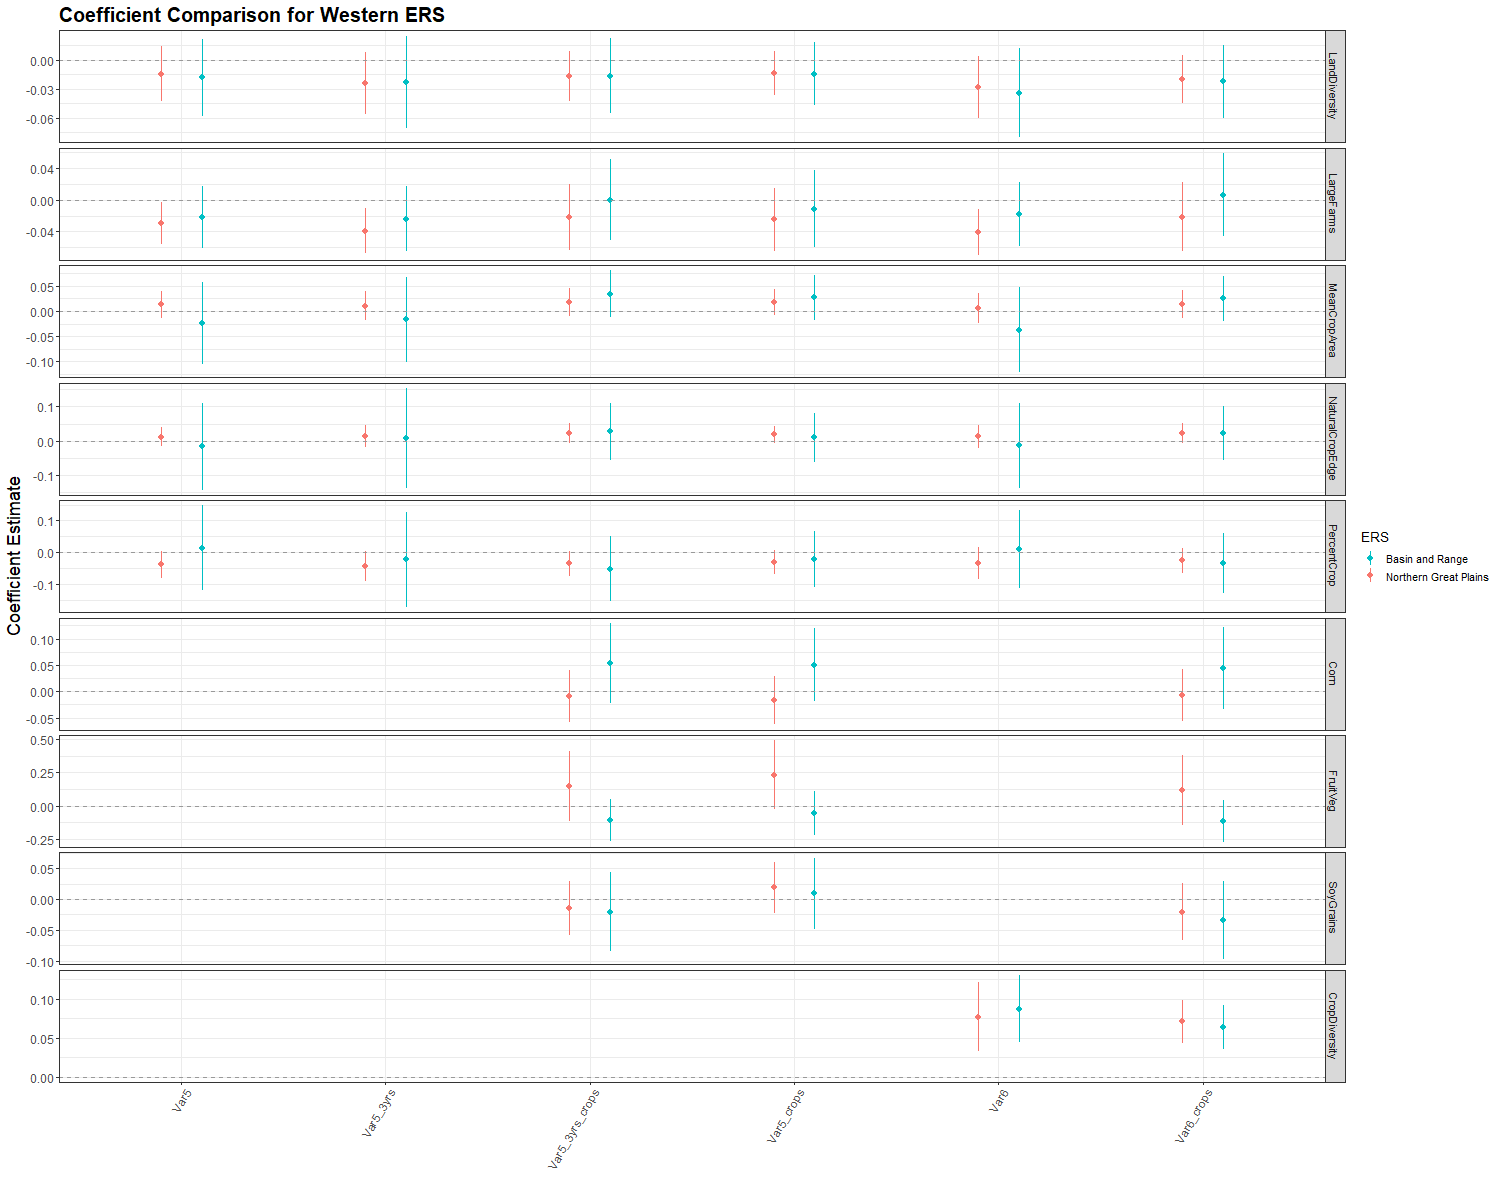 Coefficient Comparison for Western ERS
Coefficient Estimate
0.00
-0.03
-0.06
LandDiversity
0.04
0.00
-0.04
LargeFarms
0.05
0.00
-0.05
-0.10
MeanCropArea
0.1
0.0
-0.1
NaturalCropEdge
0.1
0.0
-0.1
PercentCrop
0.10
0.05
0.00
-0.05
Corn
0.50
0.25
0.00
-0.25
FruitVeg
0.05
0.00
-0.05
-0.10
SoyGrains
0.10
0.05
0.00
CropDiversity
Var5
Var5_3yrs
Var5_3yrs_crops
Var5_crops
Var6
Var6_crops
ERS
Basin and Range
Northern Great Plains